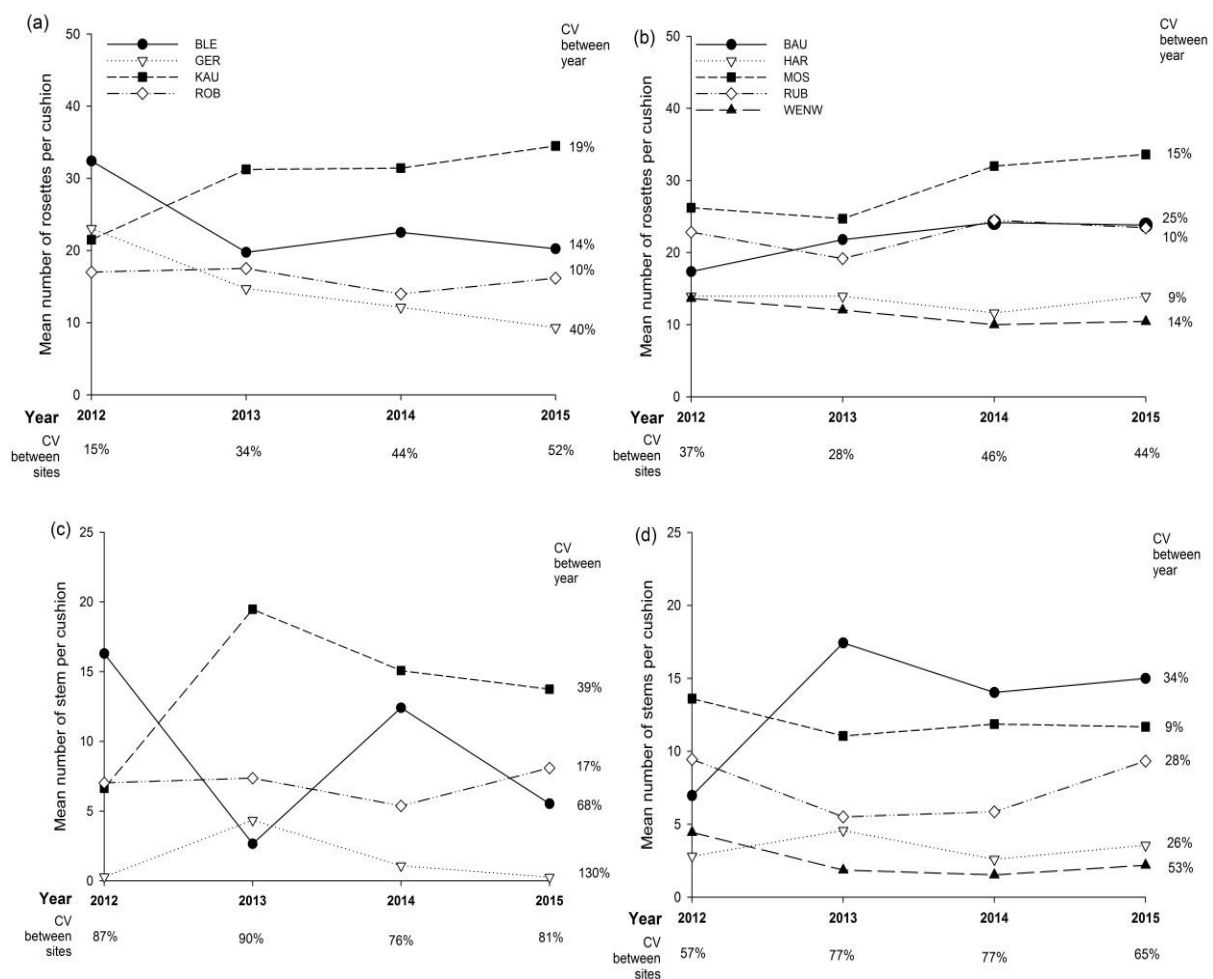 (a)
BLE
GER
KAU
ROB
CV
between
year
Mean number of rosettes per cushion
50
40
30
20
10
0
19%
14%
10%
40%
Year 2012 2013 2014 2015
CV
between
sites
15% 34% 44% 52%
(b)
BAU
HAR
MOS
RUB
WENW
CV
between
year
Mean number of rosettes per cushion
50
40
30
20
10
0
15%
25%
10%
9%
14%
Year 2012 2013 2014 2015
CV
between
sites
37% 28% 46% 44%
(c)
CV
between
year
Mean number of stem per cushion
25
20
15
10
5
0
39%
17%
68%
130%
Year 2012 2013 2014 2015
CV
between
sites
87% 90% 76% 81%
(d)
CV
between
year
Mean number of stems per cushion
25
20
15
10
5
0
34%
9%
28%
26%
53%
Year 2012 2013 2014 2015
CV
between
sites
57% 77% 77% 65%